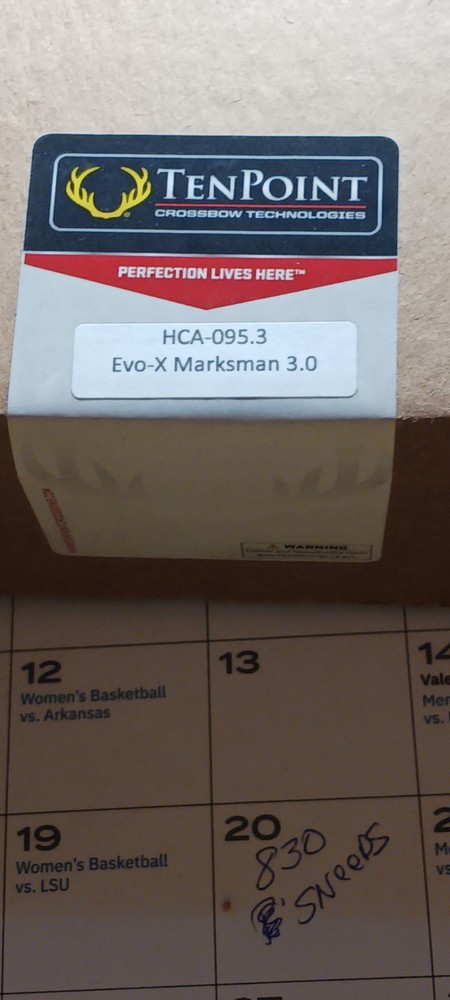 TENPOINT
CROSSBOW TECHNOLOGIES
PERFECTION LIVES HERE™
HCA-095.3
Evo-X Marksman 3.0
WARNING
12
Women's Basketball
vs. Arkansas
13
14
19
Women's Basketball
vs. LSU
20
830
SNeeDS